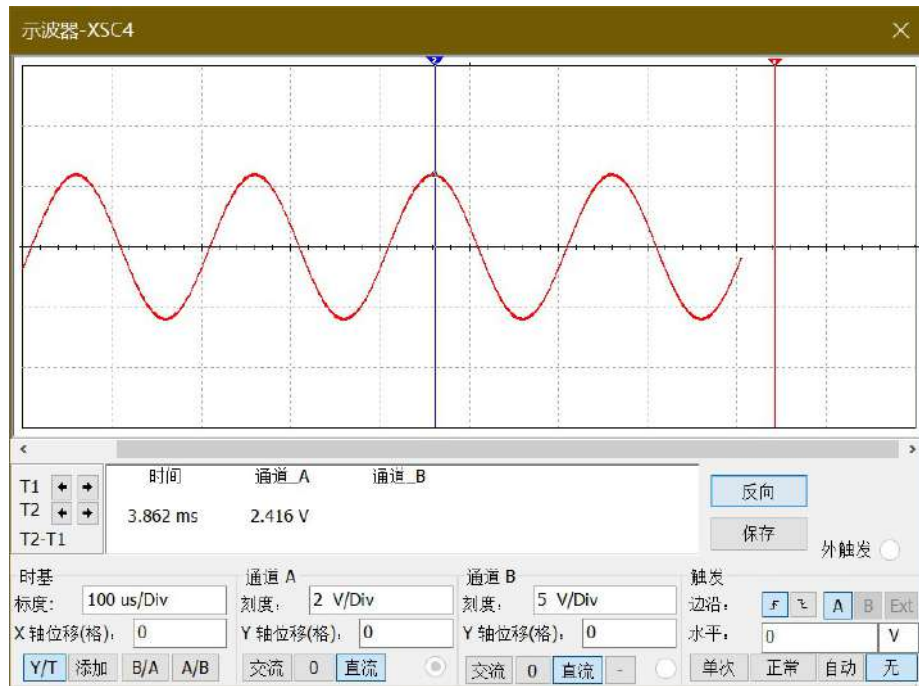 示波器-XSC4
2
T1
T2
T2-T1
时间 通道_A 通道_B
3.862 ms 2.416 V
反向
保存
外触发
时基
标度: 100 us/Div
X 轴位移(格): 0
Y/T 添加 B/A A/B
通道 A
刻度: 2 V/Div
Y 轴位移(格): 0
交流 0 直流
通道 B
刻度: 5 V/Div
Y 轴位移(格): 0
交流 0 直流 -
触发
边沿: A B Ext
水平: 0 V
单次 正常 自动 无